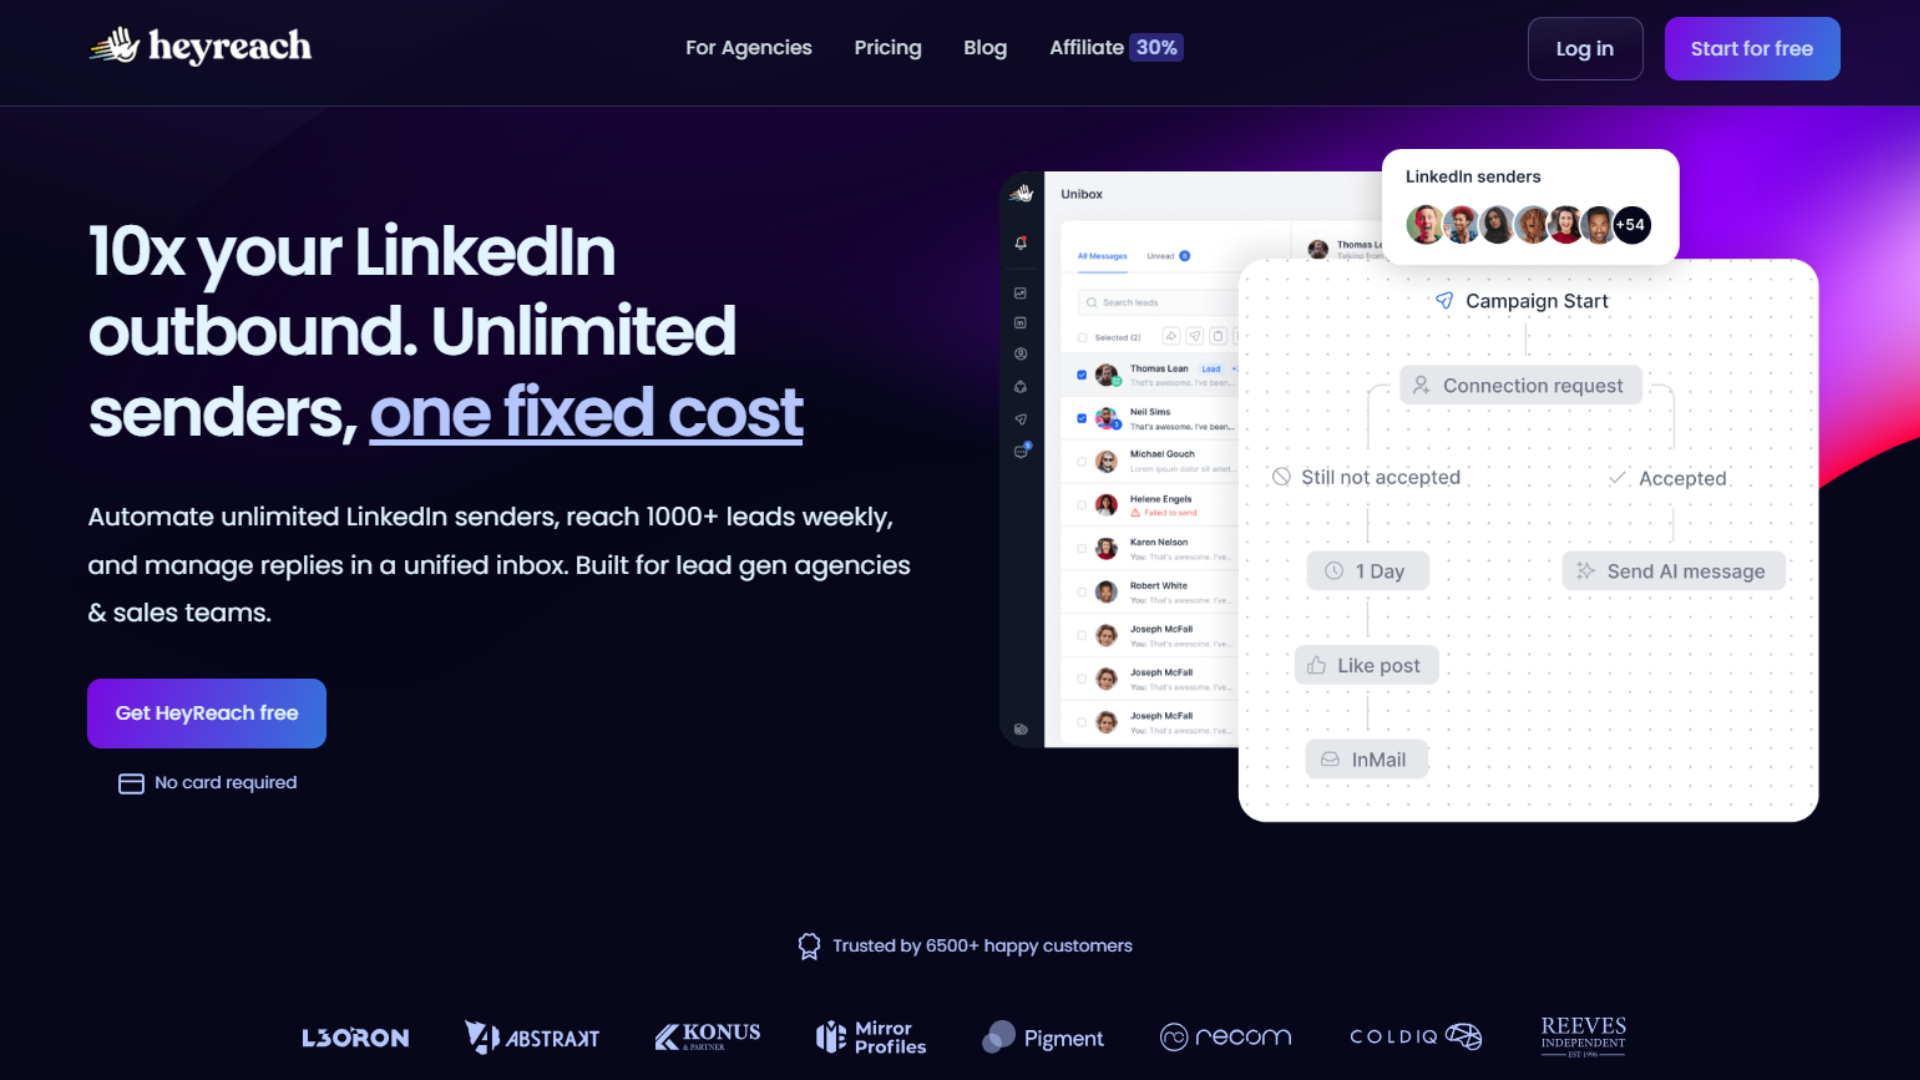 heyreach
For Agencies
Pricing
Blog
Affiliate 30%
Log in
Start for free
10x your LinkedIn
outbound. Unlimited
senders, one fixed cost
Automate unlimited LinkedIn senders, reach 1000+ leads weekly,
and manage replies in a unified inbox. Built for lead gen agencies
& sales teams.
Get HeyReach free
No card required
Unibox
All Messages
Unread
Search leads
Selected (2)
Thomas Lean Lead
That's awesome. I've been...
Neil Sims
That's awesome. I've been...
Michael Gouch
Lorem ipsum dolor sit amet...
Helene Engels
Failed to send.
Karen Nelson
You: That's awesome. I've...
Robert White
You: That's awesome. I've...
Joseph McFall
You: That's awesome. I've...
Joseph McFall
You: That's awesome. I've...
Joseph McFall
You: That's awesome. I've...
Thomas Le
Talking from
LinkedIn senders
+54
Campaign Start
Connection request
Still not accepted
Accepted
1 Day
Send AI message
Like post
InMail
Trusted by 6500+ happy customers
L3ORON
ABSTRAKT
KONUS
& PARTNER
Mirror
Profiles
Pigment
recom
COLDIQ
REEVES
INDEPENDENT
EST 1996